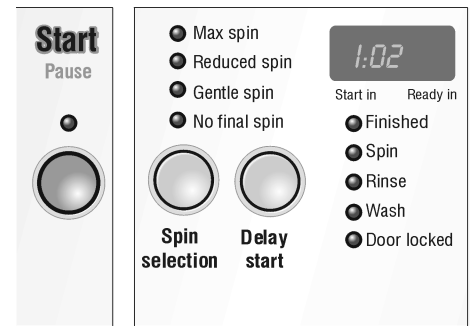 Start
Pause
Max spin
Reduced spin
Gentle spin
No final spin
Spin selection
Delay start
1:02
Start in
Ready in
Finished
Spin
Rinse
Wash
Door locked